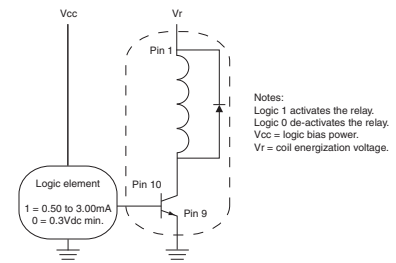 Vcc
Vr
Pin 1
Notes:
Logic 1 activates the relay.
Logic 0 de-activates the relay.
Vcc = logic bias power.
Vr = coil energization voltage.
Logic element
1 = 0.50 to 3.00mA
0 = 0.3Vdc min.
Pin 10
Pin 9